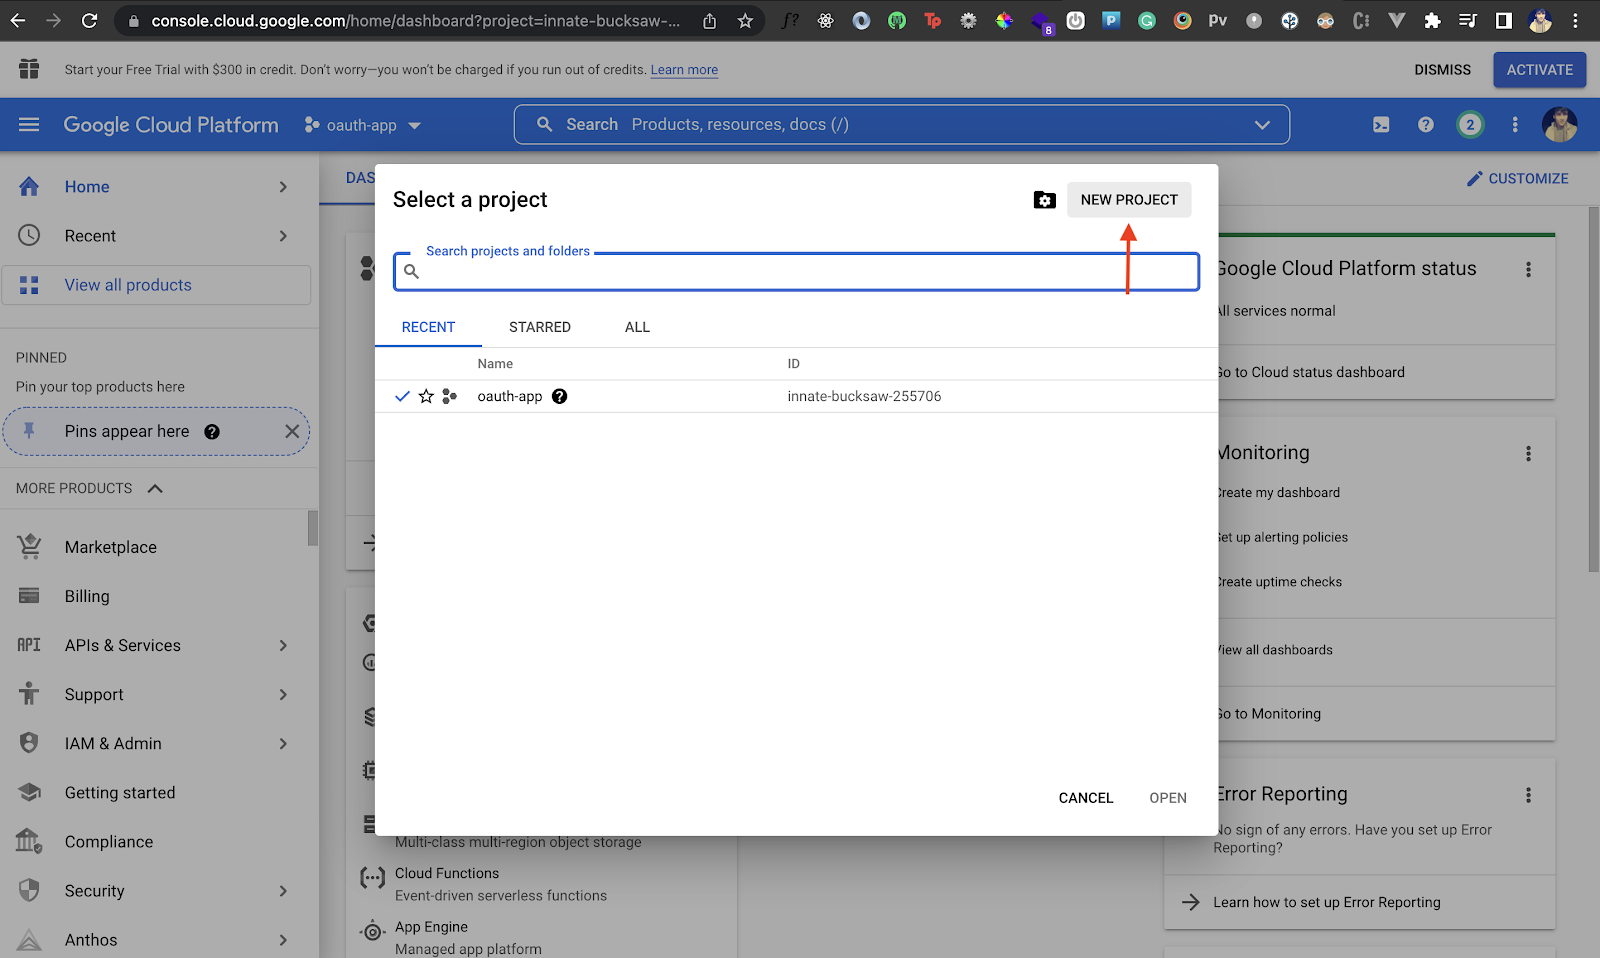 console.cloud.google.com/home/dashboard?project=innate-bucksaw-...
8
Start your Free Trial with $300 in credit. Don't worry—you won't be charged if you run out of credits. Learn more
DISMISS
ACTIVATE
Google Cloud Platform
oauth-app
Search Products, resources, docs (/)
2
Home
Recent
View all products
PINNED
Pin your top products here
Pins appear here
MORE PRODUCTS
Marketplace
Billing
API APIs & Services
Support
IAM & Admin
Getting started
Compliance
Security
Anthos
DAS
CUSTOMIZE
Select a project
NEW PROJECT
Search projects and folders
RECENT
STARRED
ALL
Name
ID
oauth-app
innate-bucksaw-255706
CANCEL
OPEN
Multi-class multi-region object storage
Cloud Functions
Event-driven serverless functions
App Engine
Managed app platform
Google Cloud Platform status
All services normal
Go to Cloud status dashboard
Monitoring
Create my dashboard
Set up alerting policies
Create uptime checks
View all dashboards
Go to Monitoring
Error Reporting
No sign of any errors. Have you set up Error
Reporting?
Learn how to set up Error Reporting